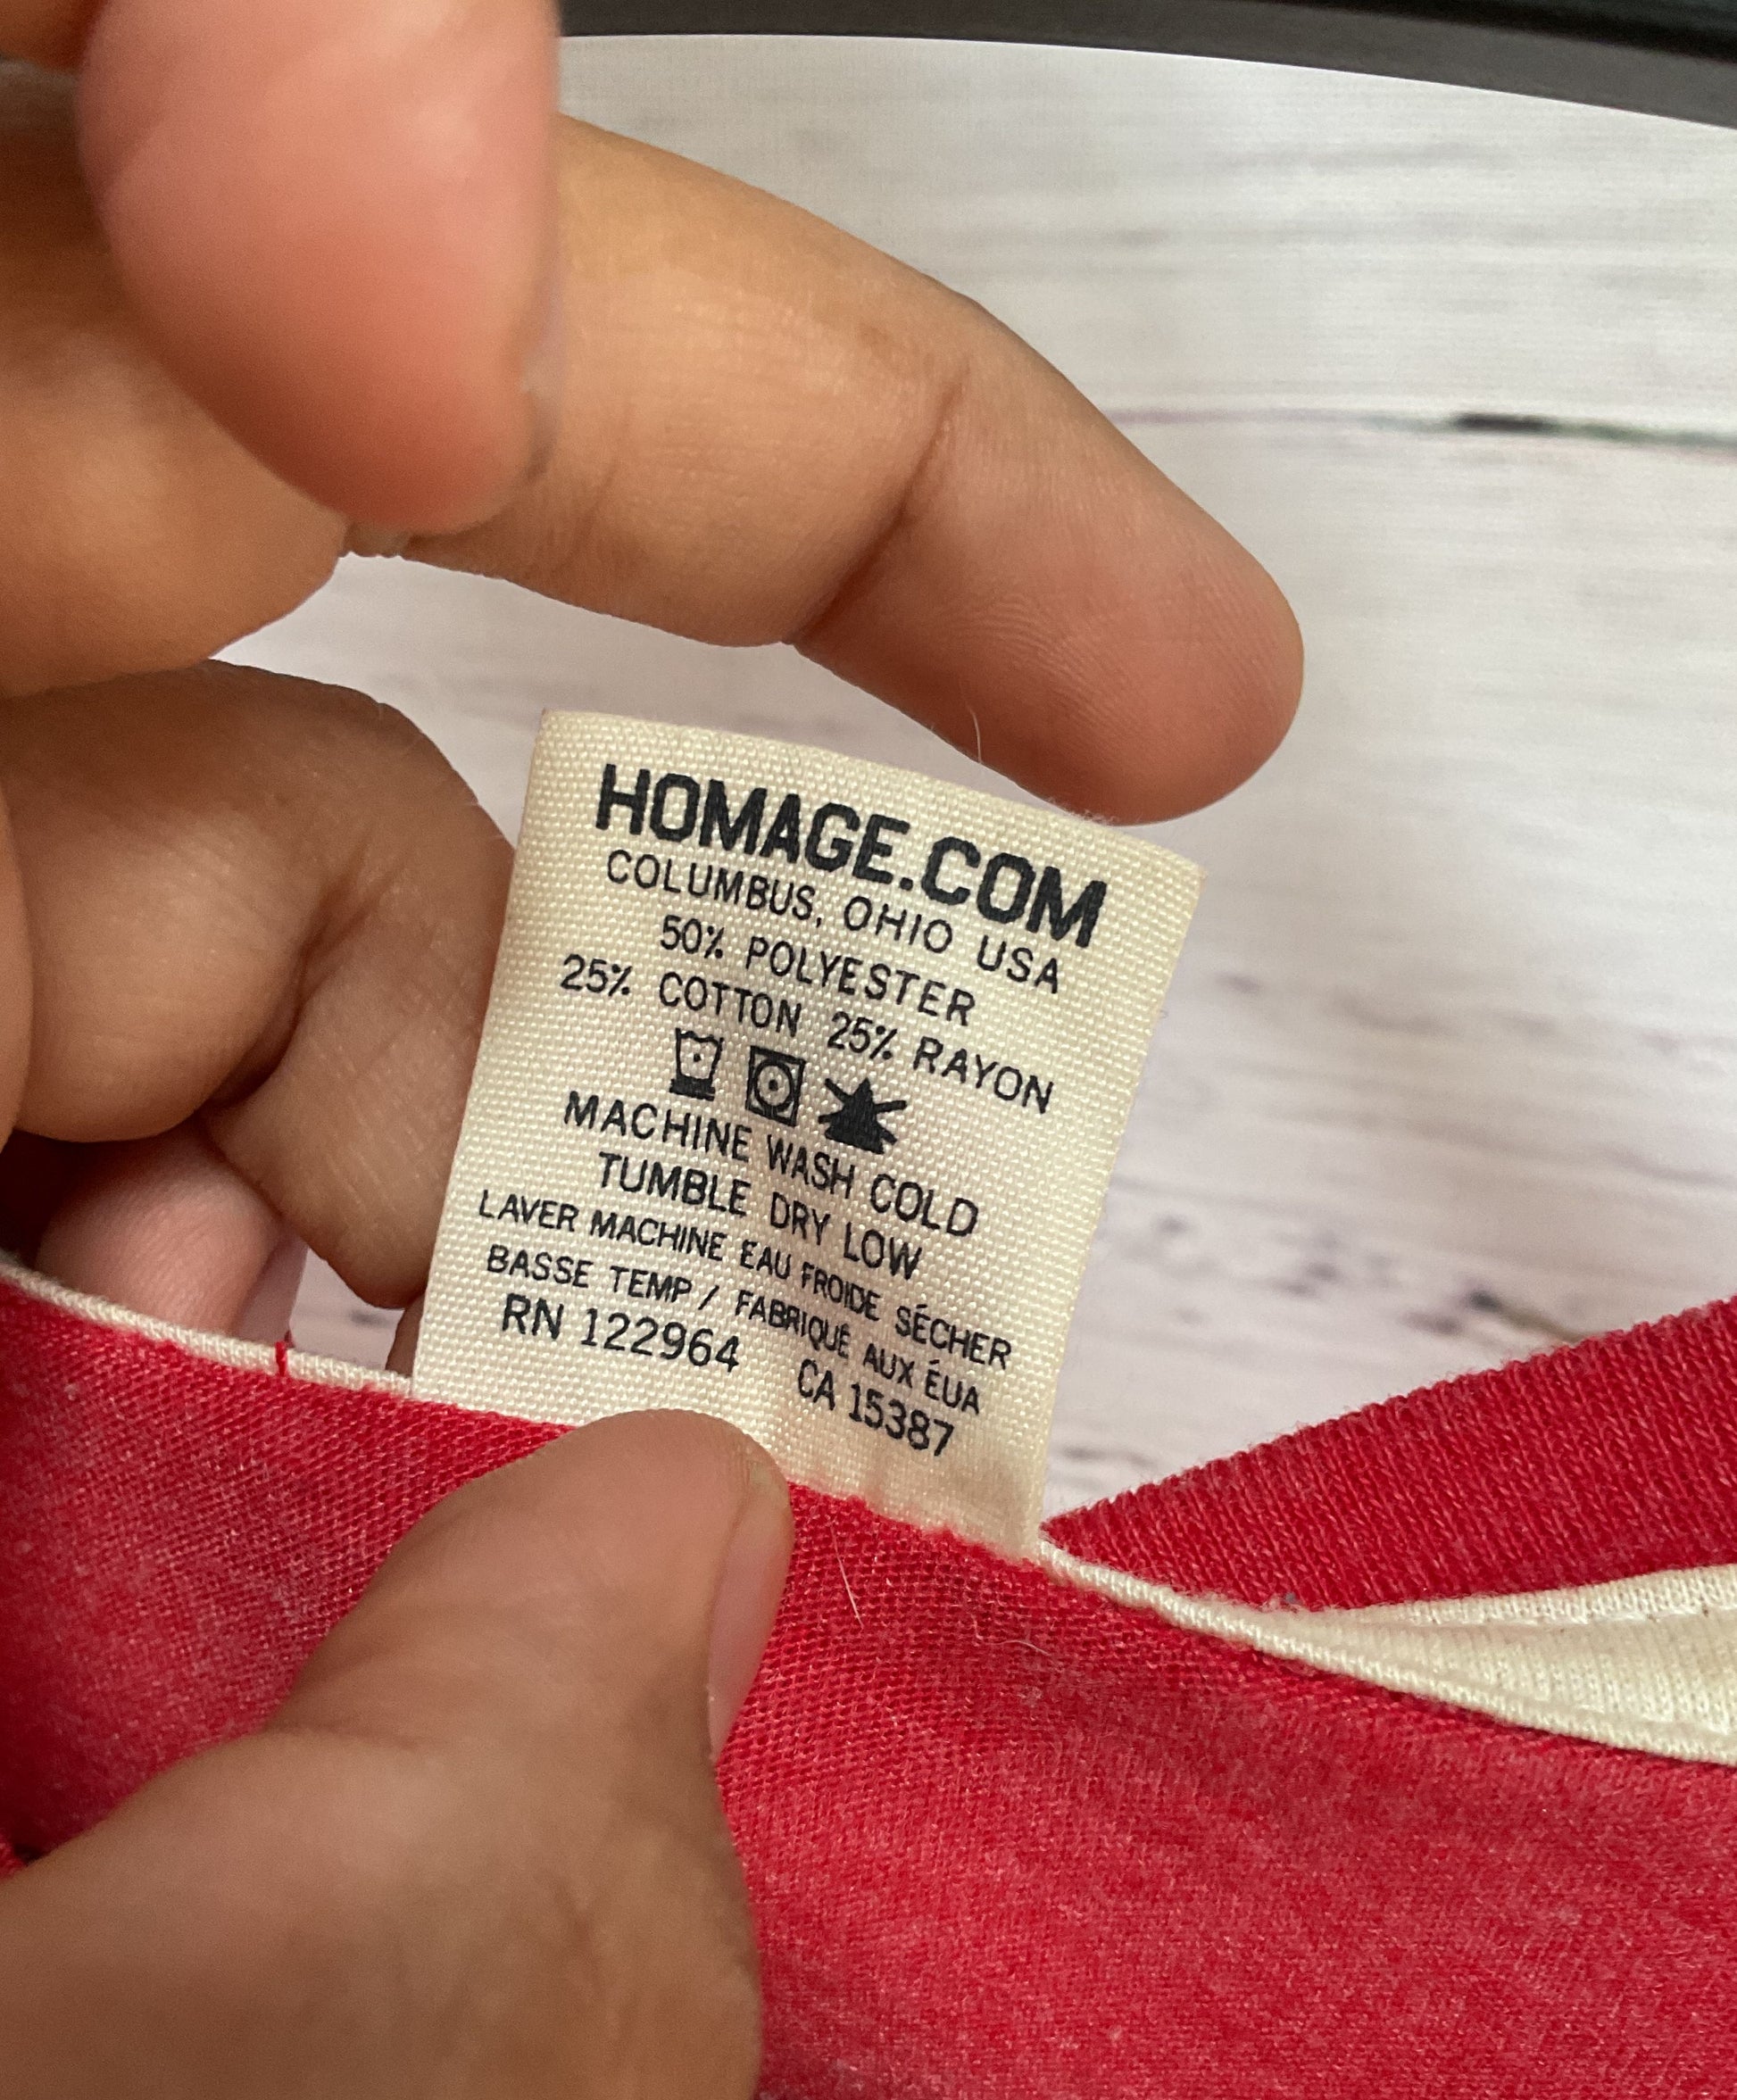 HOMAGE.COM
COLUMBUS, OHIO USA
50% POLYESTER
25% COTTON 25% RAYON
MACHINE WASH COLD
TUMBLE DRY LOW
LAVER MACHINE EAU FROIDE SÉCHER
BASSE TEMP / FABRIQUÉ AUX ÉUA
RN 122964 CA 15387